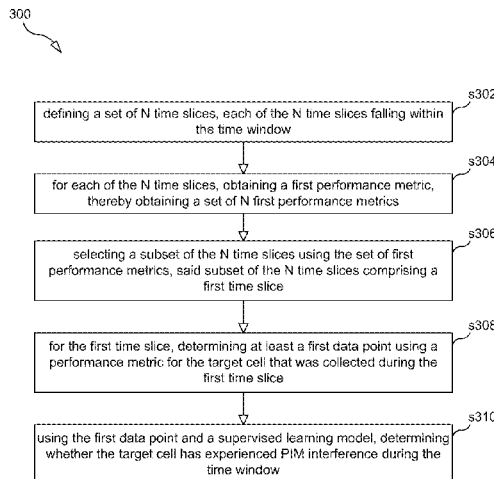 300
s302
defining a set of N time slices, each of the N time slices falling within
the time window
s304
for each of the N time slices, obtaining a first performance metric,
thereby obtaining a set of N first performance metrics
s306
selecting a subset of the N time slices using the set of first
performance metrics, said subset of the N time slices comprising a
first time slice
s308
for the first time slice, determining at least a first data point using a
performance metric for the target cell that was collected during the
first time slice
s310
using the first data point and a supervised learning model, determining
whether the target cell has experienced PIM interference during the
time window